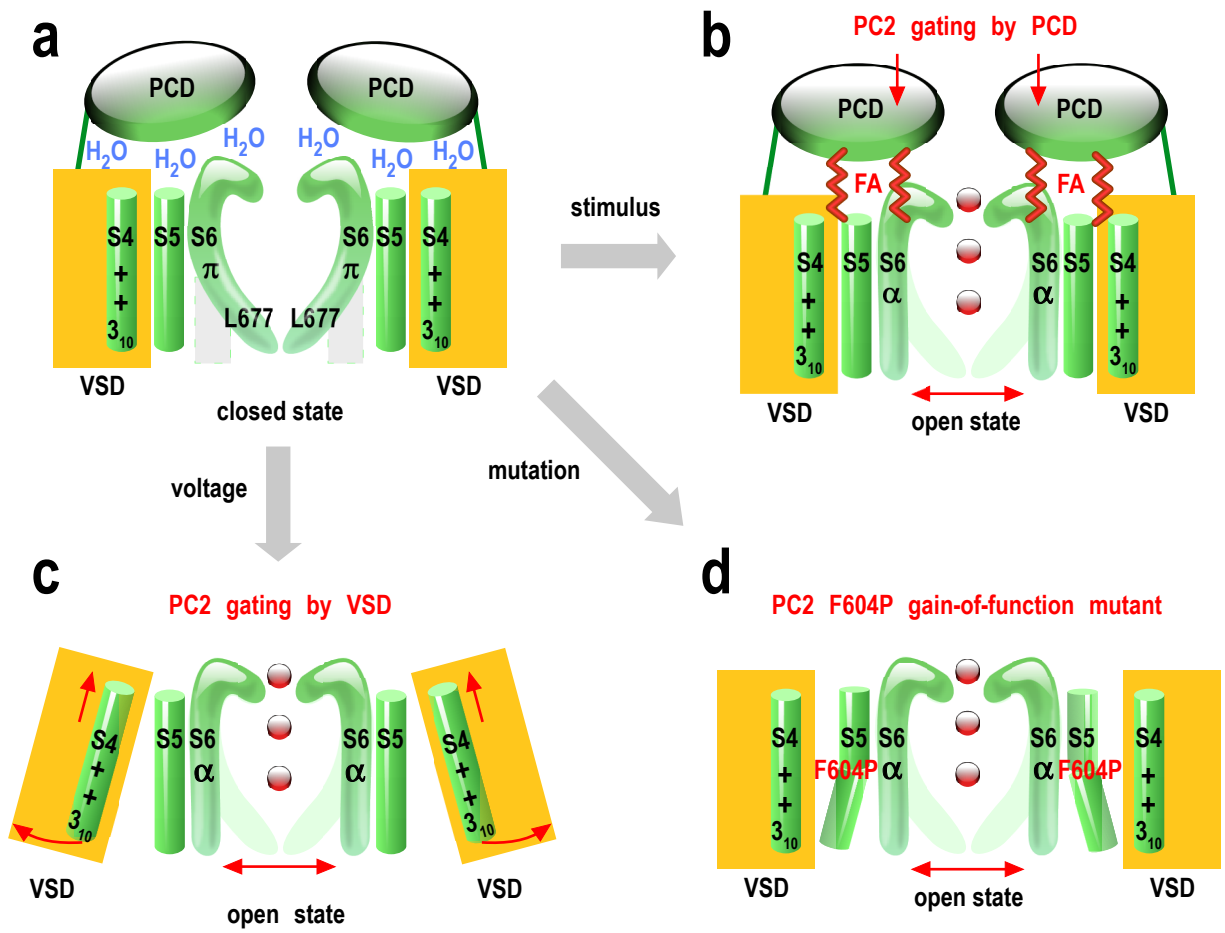 a
PCD
PCD
H2O
H2O
H2O
H2O
H2O
H2O
S4
+
+
310
S5
S6
π
L677
L677
S6
π
S5
S4
+
+
310
VSD
VSD
closed state
stimulus
voltage
mutation
b
PC2 gating by PCD
PCD
PCD
FA
FA
S4
+
+
310
S5
S6
α
S6
α
S5
S4
+
+
310
VSD
VSD
open state
c
PC2 gating by VSD
S4
+
+
310
S5
S6
α
S6
α
S5
S4
+
+
310
VSD
VSD
open state
d
PC2 F604P gain-of-function mutant
S4
+
+
310
S5
F604P
S6
α
S6
α
S5
F604P
S4
+
+
310
VSD
VSD
open state